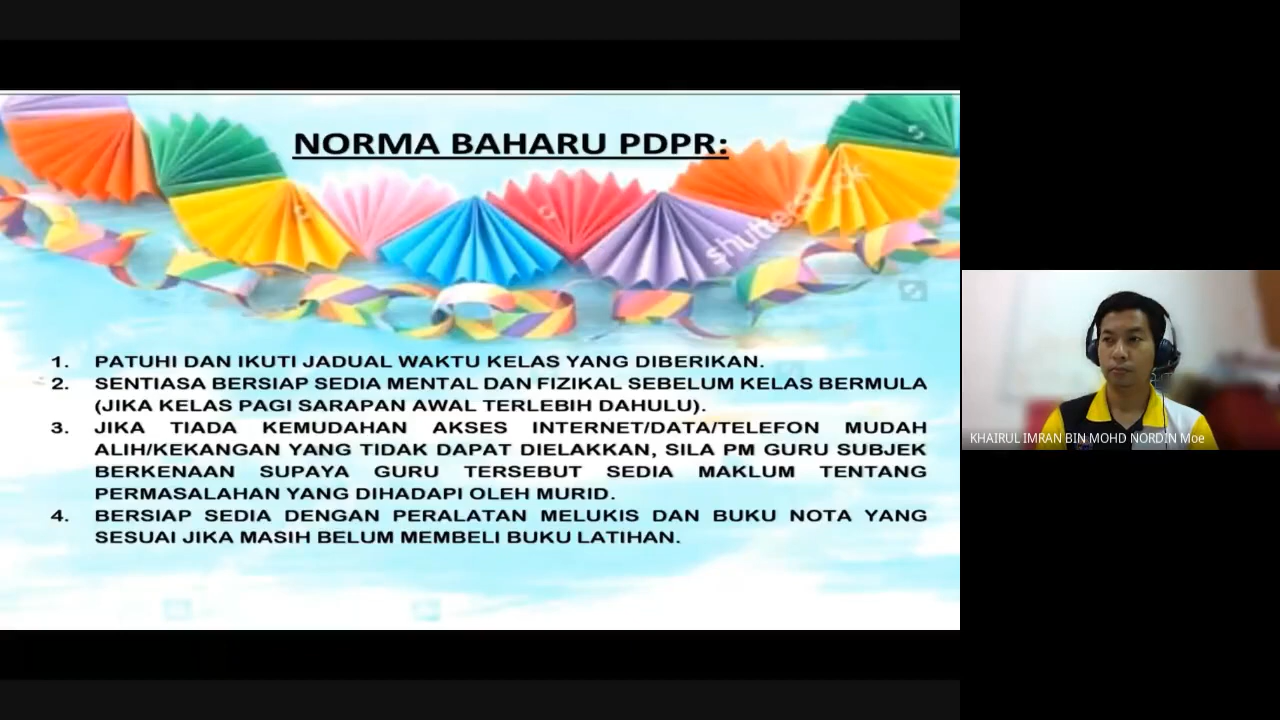 NORMA BAHARU PDPR:
shutterstock
1. PATUHI DAN IKUTI JADUAL WAKTU KELAS YANG DIBERIKAN.
2. SENTIASA BERSIAP SEDIA MENTAL DAN FIZIKAL SEBELUM KELAS BERMULA
(JIKA KELAS PAGI SARAPAN AWAL TERLEBIH DAHULU).
3. JIKA TIADA KEMUDAHAN AKSES INTERNET/DATA/TELEFON MUDAH
ALIH/KEKANGAN YANG TIDAK DAPAT DIELAKKAN, SILA PM GURU SUBJEK
BERKENAAN SUPAYA GURU TERSEBUT SEDIA MAKLUM TENTANG
PERMASALAHAN YANG DIHADAPI OLEH MURID.
4. BERSIAP SEDIA DENGAN PERALATAN MELUKIS DAN BUKU NOTA YANG
SESUAI JIKA MASIH BELUM MEMBELI BUKU LATIHAN.
KHAIRUL IMRAN BIN MOHD NORDIN Moe